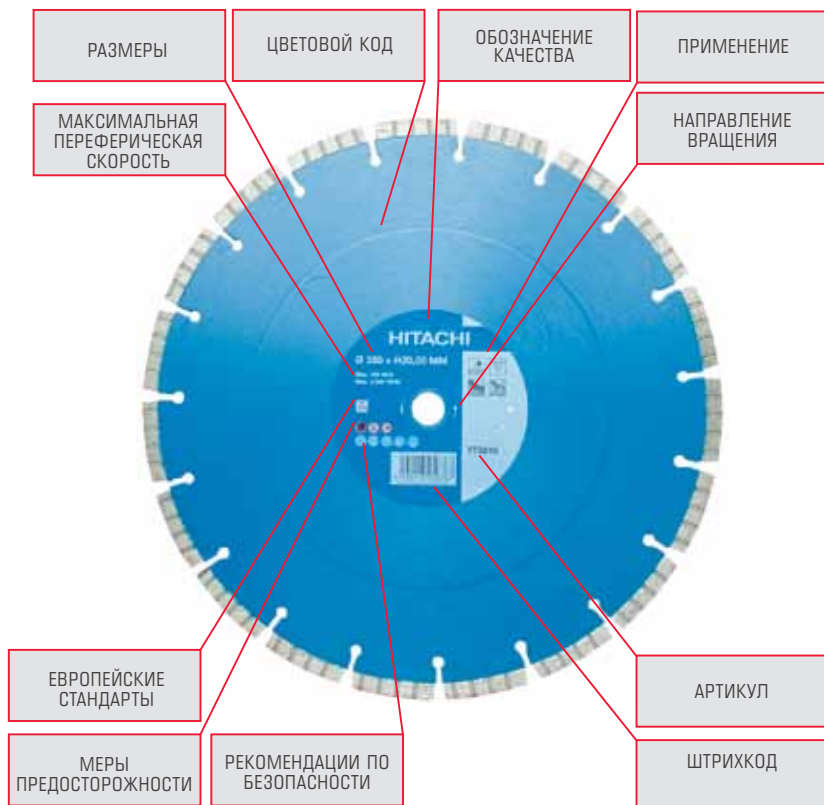 РАЗМЕРЫ
ЦВЕТОВОЙ КОД
ОБОЗНАЧЕНИЕ
КАЧЕСТВА
ПРИМЕНЕНИЕ
МАКСИМАЛЬНАЯ
ПЕРЕФЕРИЧЕСКАЯ
СКОРОСТЬ
НАПРАВЛЕНИЕ
ВРАЩЕНИЯ
HITACHI
MM
ЕВРОПЕЙСКИЕ
СТАНДАРТЫ
АРТИКУЛ
МЕРЫ
ПРЕДОСТОРОЖНОСТИ
РЕКОМЕНДАЦИИ ПО
БЕЗОПАСНОСТИ
ШТРИХКОД